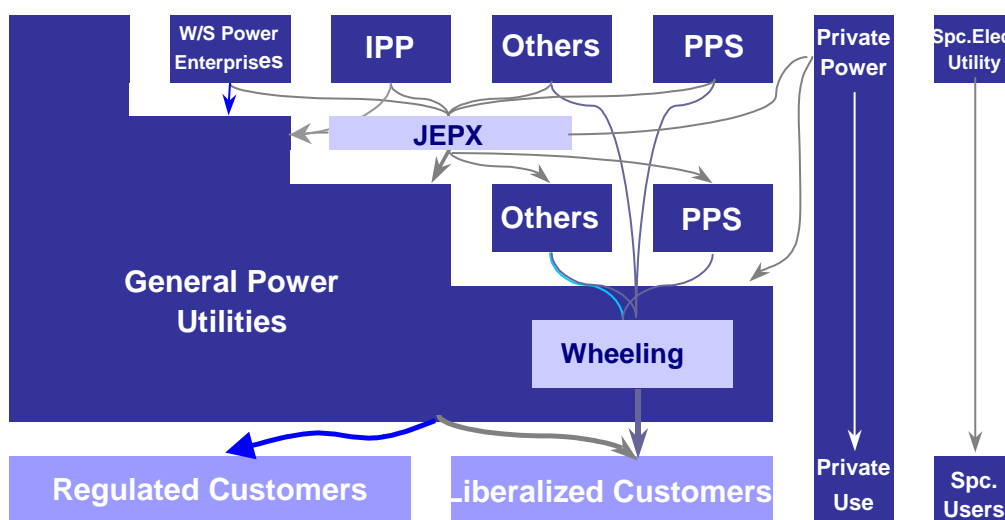 W/S Power
Enterprises
IPP
Others
PPS
Private
Power
Spc.Elec
Utility
JEPX
Others
PPS
General Power
Utilities
Wheeling
Regulated Customers
Liberalized Customers
Private
Use
Spc.
Users